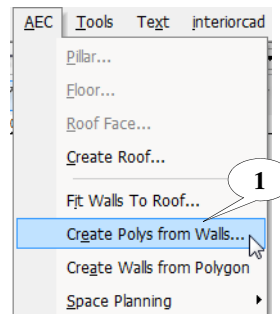 AEC Tools Text interiorcad
Pillar...
Floor...
Roof Face...
Create Roof...
1
Fit Walls To Roof...
Create Polys from Walls...
Create Walls from Polygon
Space Planning